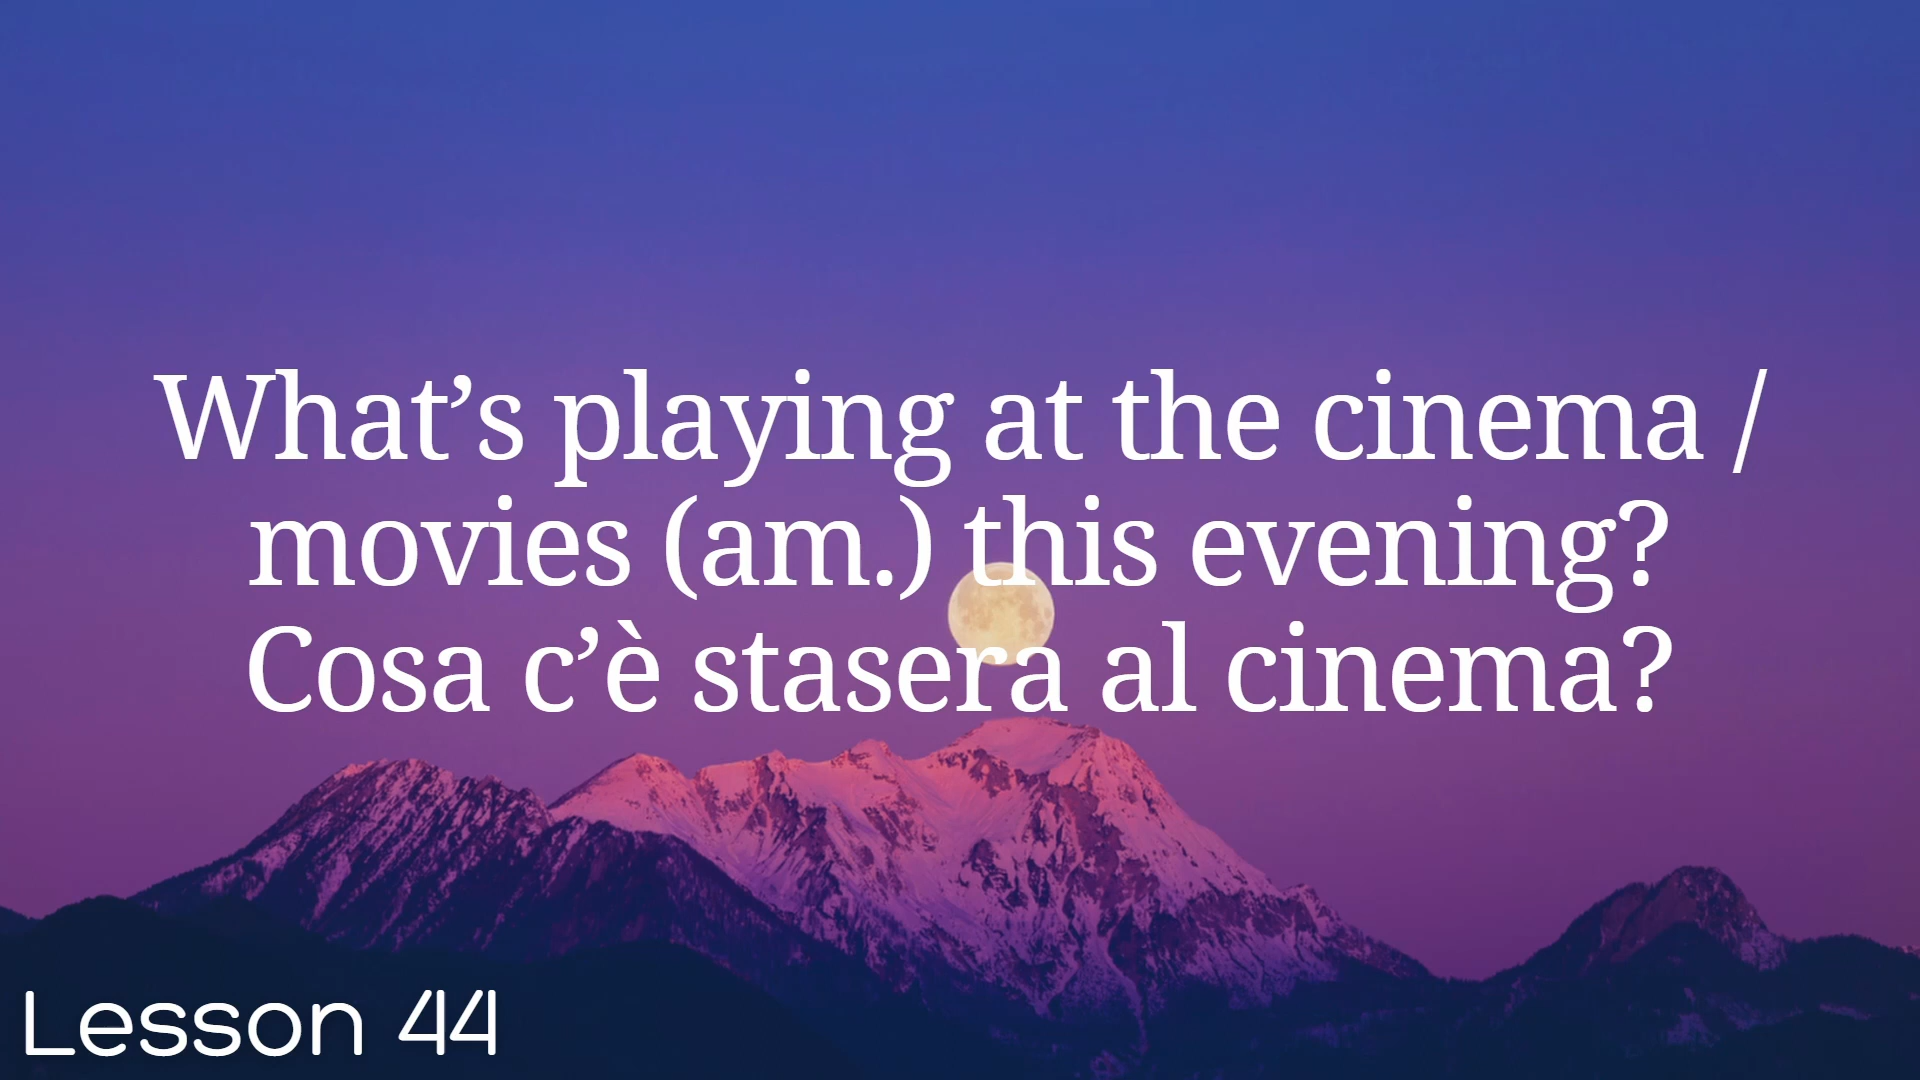 What’s playing at the cinema /
movies (am.) this evening?
Cosa c’è stasera al cinema?
Lesson 44